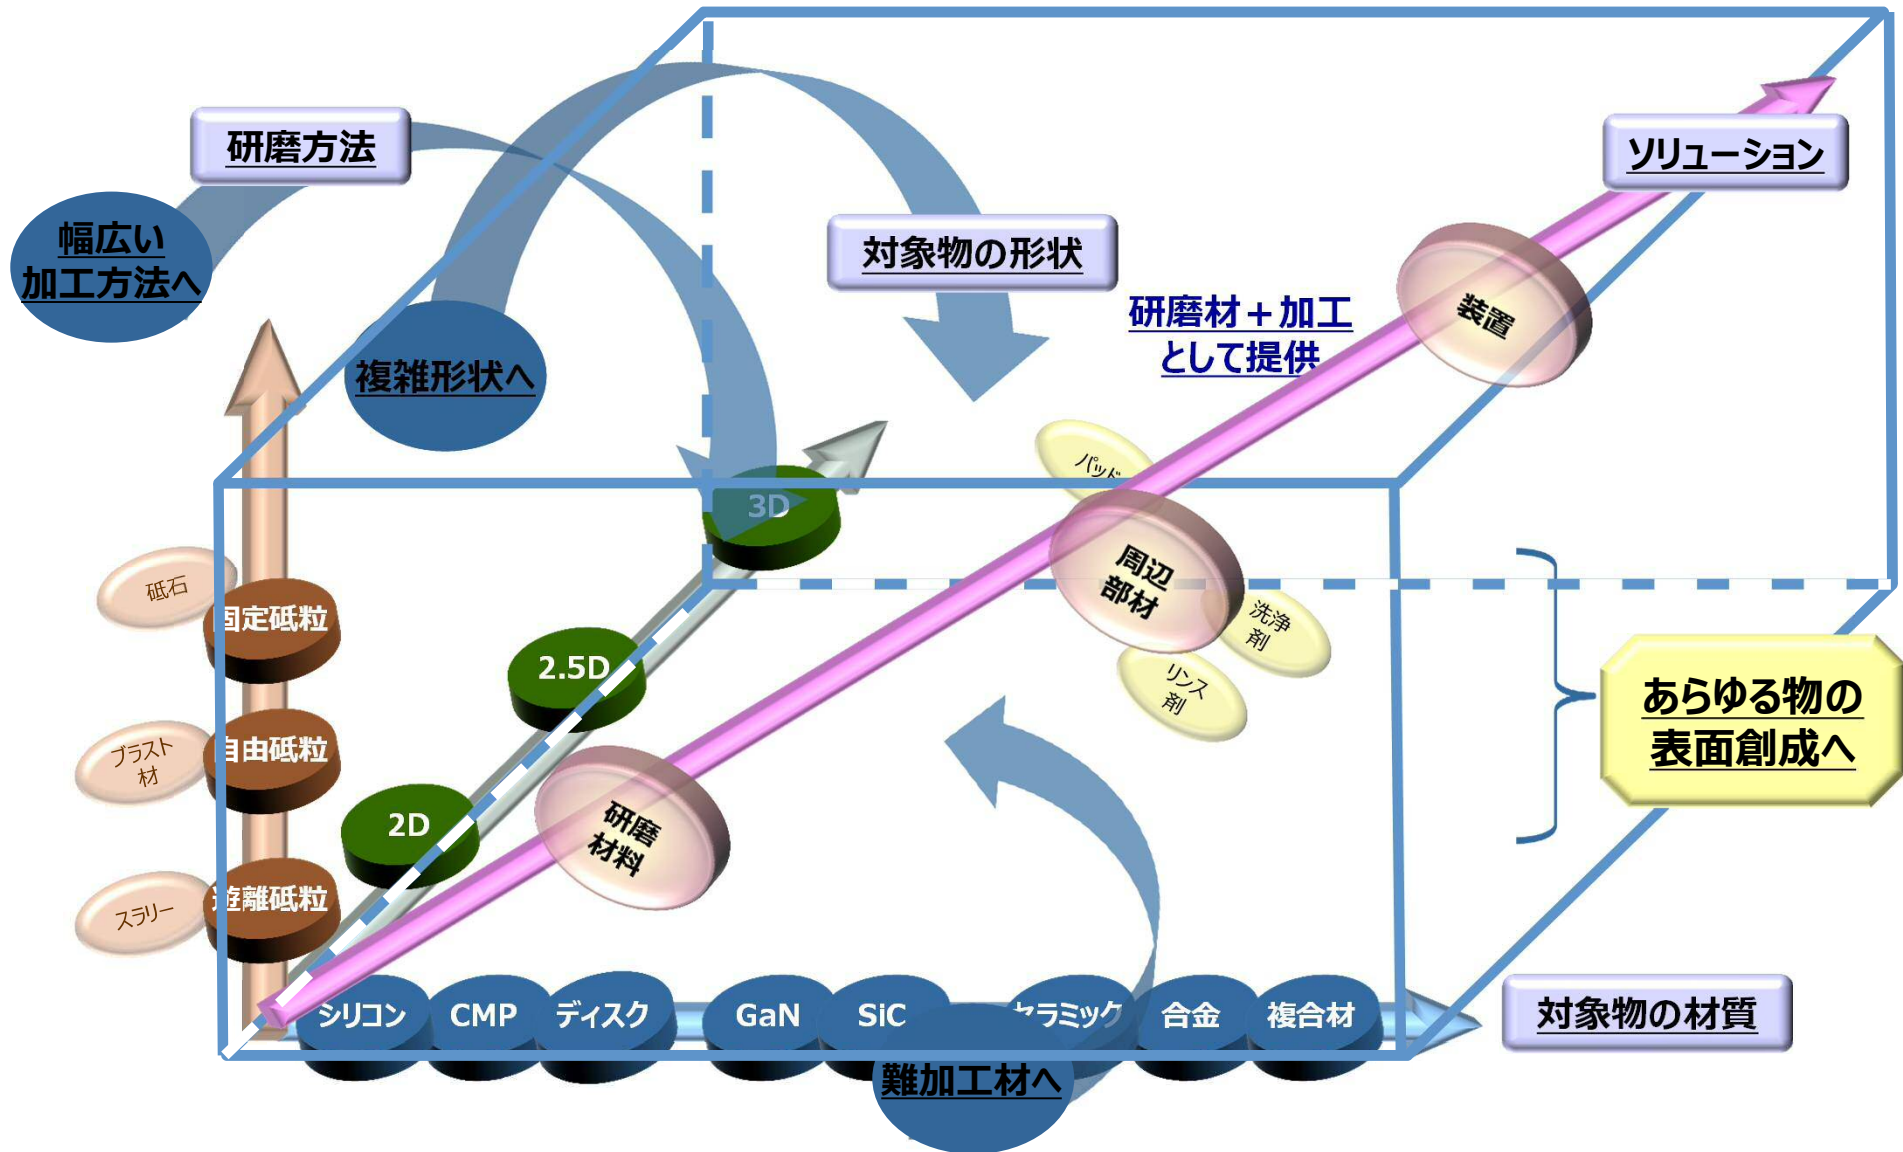 研磨方法
ソリューション
幅広い
加工方法へ
対象物の形状
研磨材＋加工
として提供
装置
複雑形状へ
パッド
3D
周辺
部材
砥石
固定砥粒
洗浄
剤
2.5D
リンス
剤
あらゆる物の
表面創成へ
ブラスト
材
自由砥粒
2D
研磨
材料
スラリー
遊離砥粒
シリコン
CMP
ディスク
GaN
SiC
セラミック
合金
複合材
対象物の材質
難加工材へ